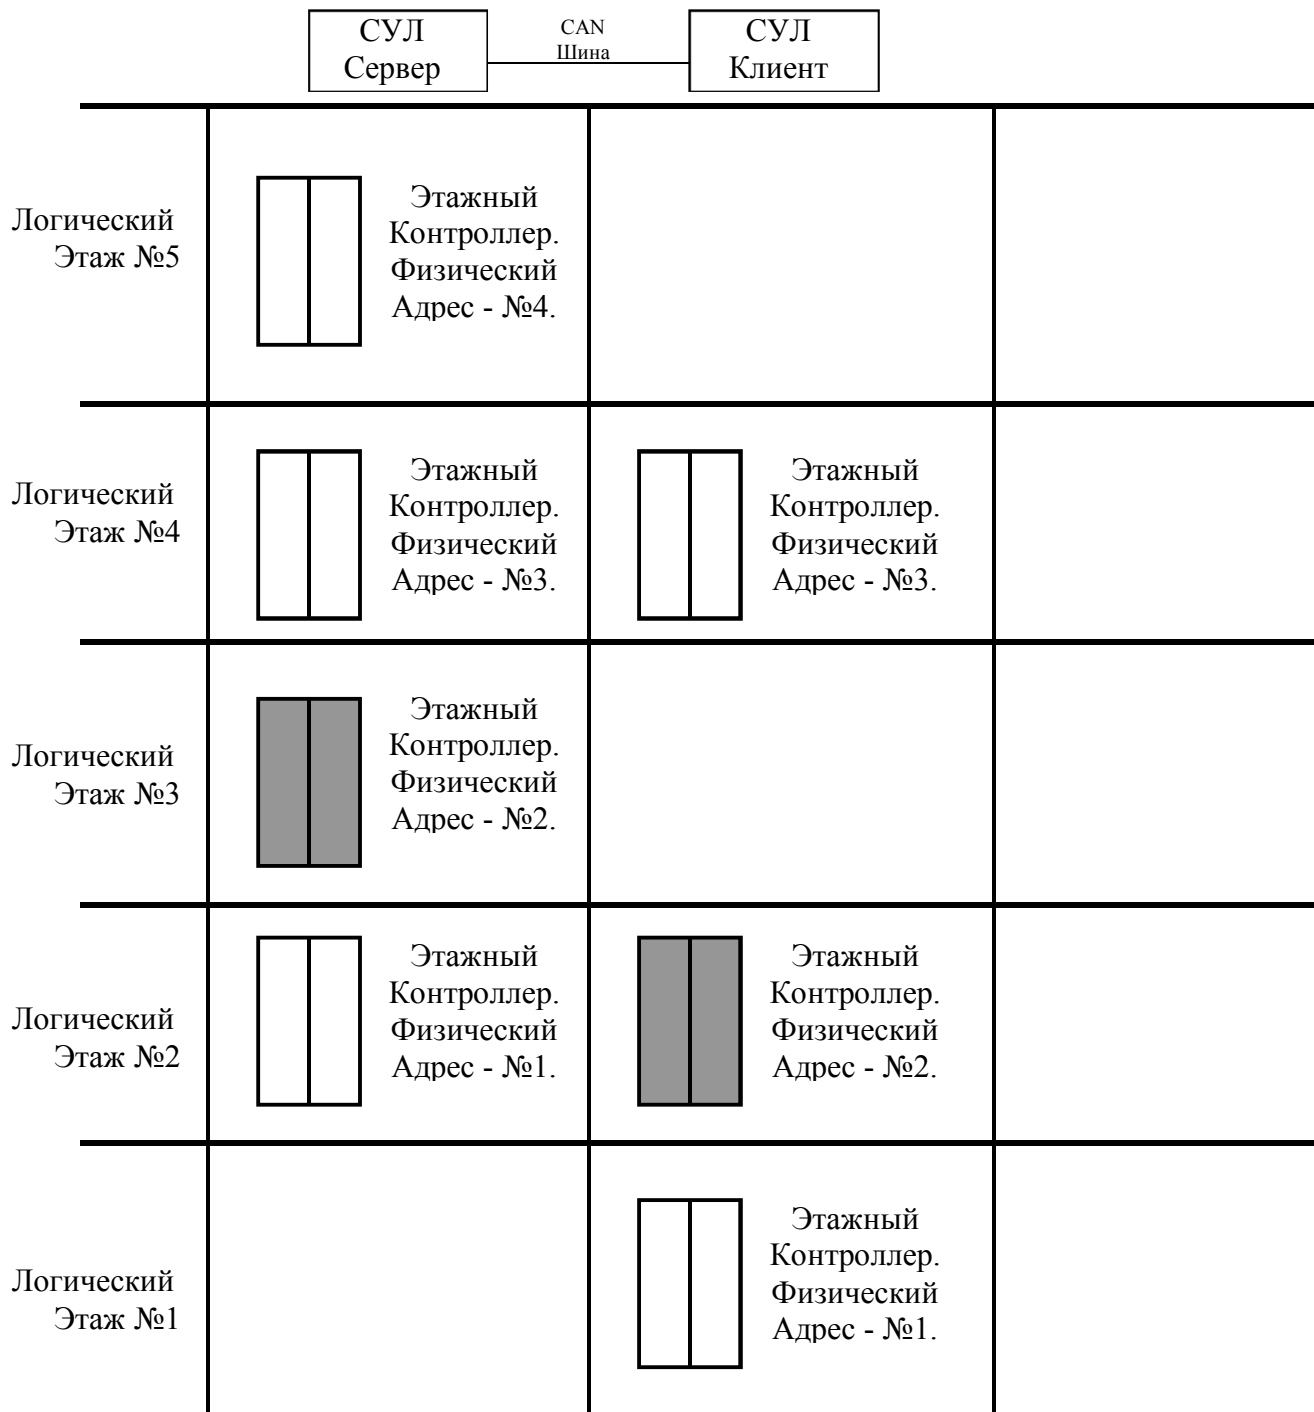 СУЛ
Сервер
CAN
Шина
СУЛ
Клиент
Логический
Этаж №5
Этажный
Контроллер.
Физический
Адрес - №4.
Логический
Этаж №4
Этажный
Контроллер.
Физический
Адрес - №3.
Этажный
Контроллер.
Физический
Адрес - №3.
Логический
Этаж №3
Этажный
Контроллер.
Физический
Адрес - №2.
Логический
Этаж №2
Этажный
Контроллер.
Физический
Адрес - №1.
Этажный
Контроллер.
Физический
Адрес - №2.
Логический
Этаж №1
Этажный
Контроллер.
Физический
Адрес - №1.